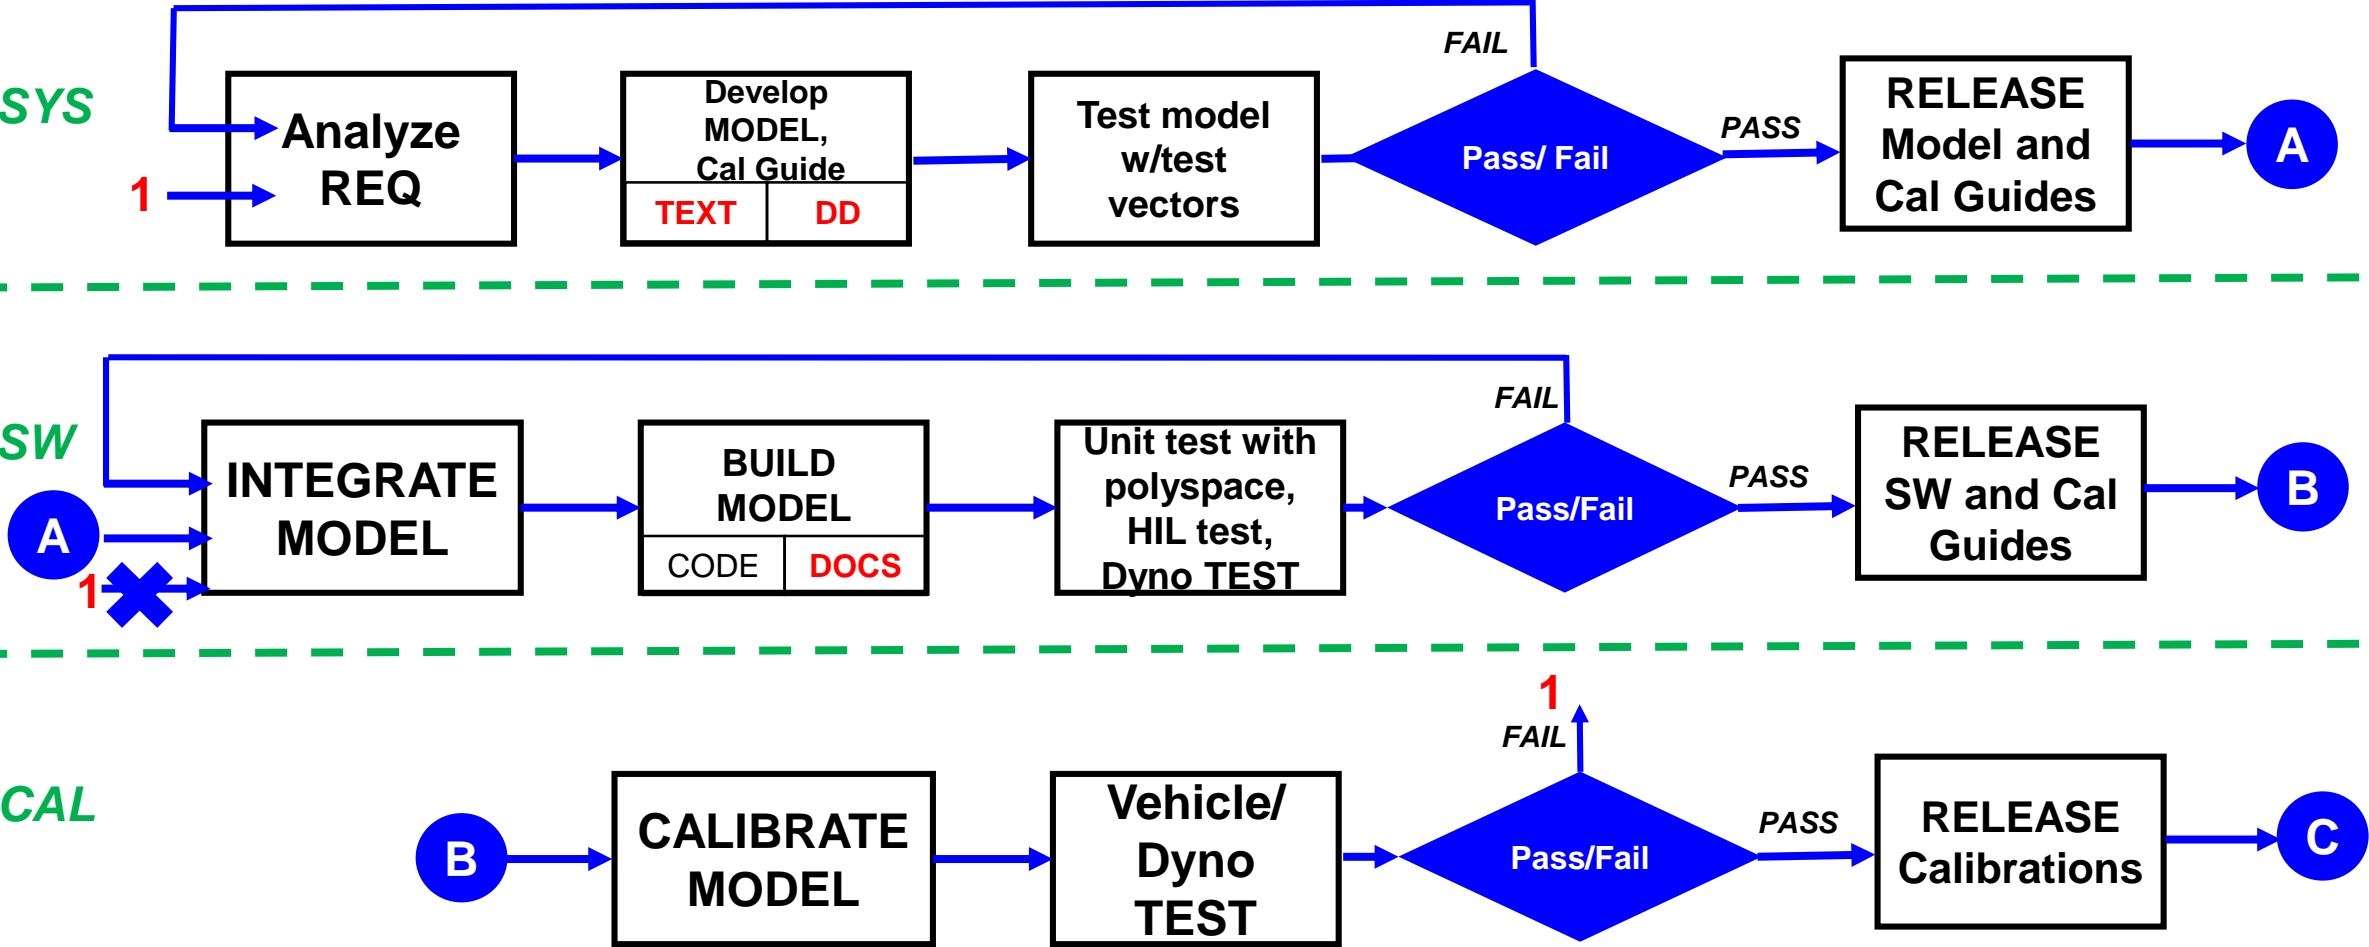 SYS
1
Analyze
REQ
Develop
MODEL,
Cal Guide
TEXT
DD
Test model
w/test
vectors
FAIL
Pass/ Fail
PASS
RELEASE
Model and
Cal Guides
A
SW
A
1
INTEGRATE
MODEL
BUILD
MODEL
CODE
DOCS
Unit test with
polyspace,
HIL test,
Dyno TEST
FAIL
Pass/Fail
PASS
RELEASE
SW and Cal
Guides
B
CAL
B
CALIBRATE
MODEL
Vehicle/
Dyno
TEST
1
FAIL
Pass/Fail
PASS
RELEASE
Calibrations
C